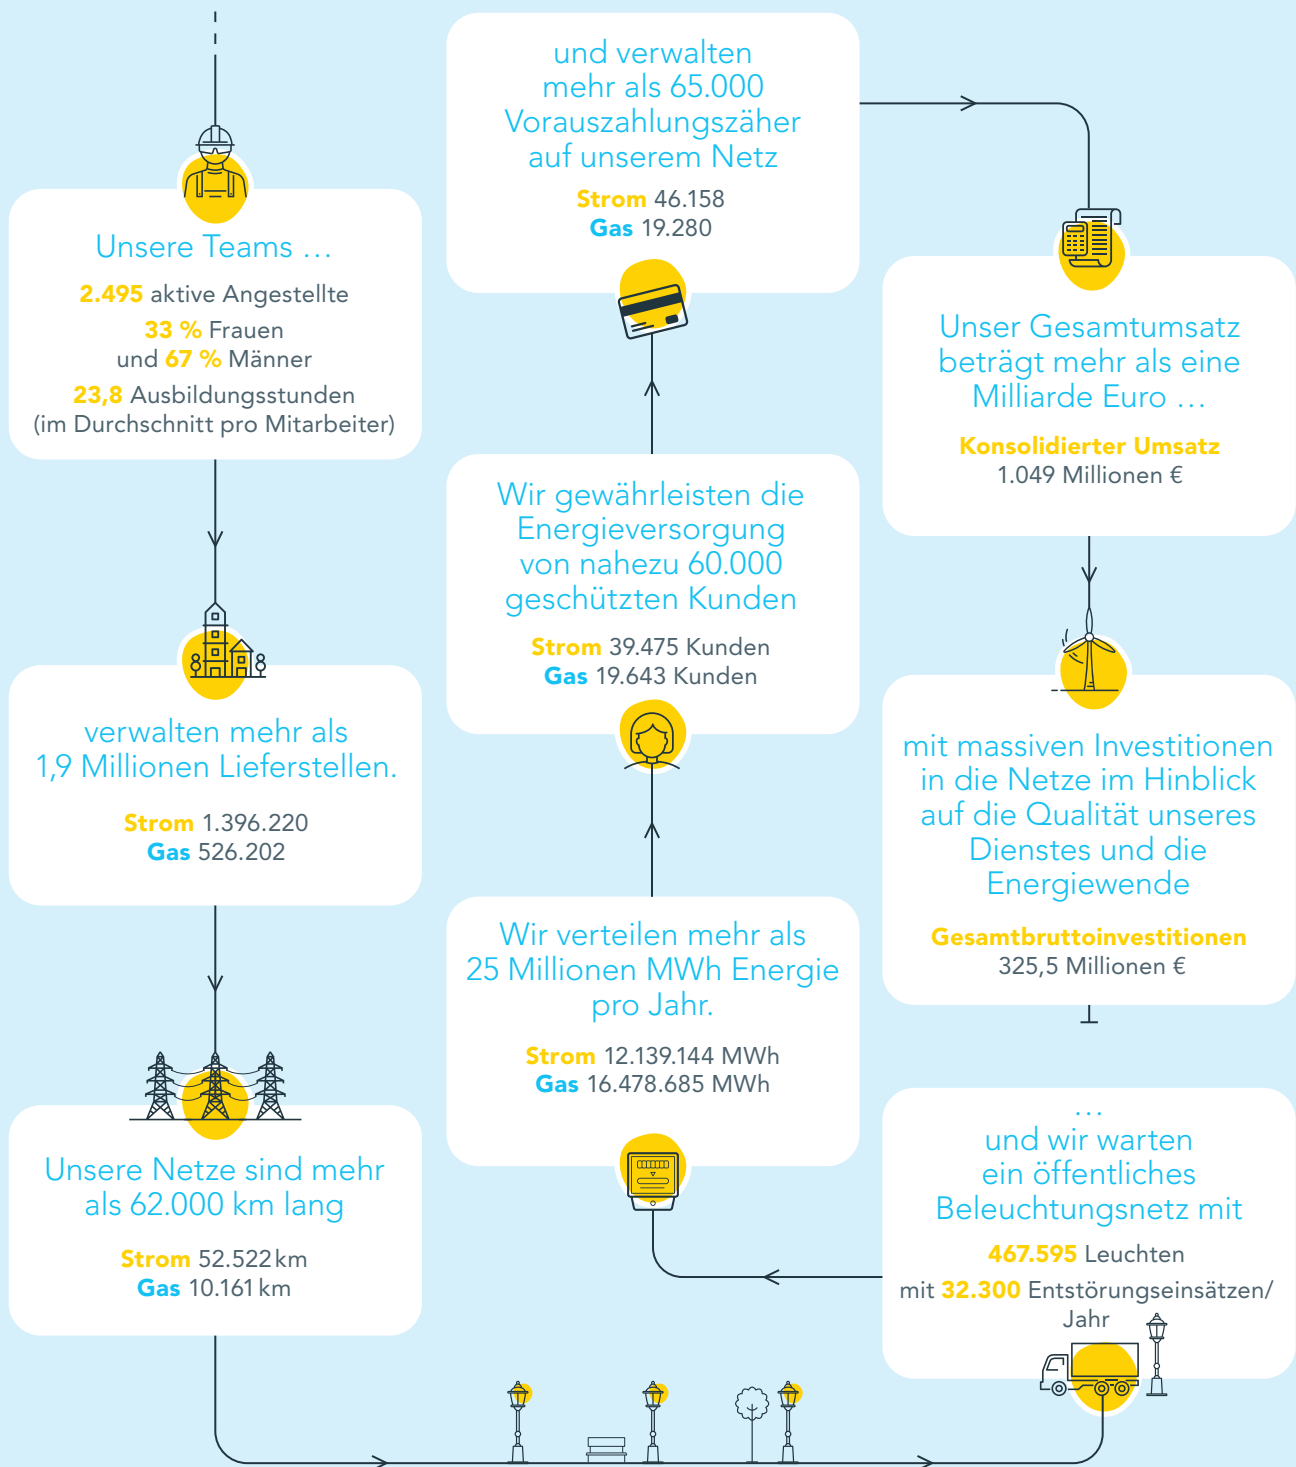 Unsere Teams …
2.495 aktive Angestellte
33 % Frauen
und 67 % Männer
23,8 Ausbildungsstunden
(im Durchschnitt pro Mitarbeiter)
verwalten mehr als
1,9 Millionen Lieferstellen.
Strom 1.396.220
Gas 526.202
Unsere Netze sind mehr
als 62.000 km lang
Strom 52.522 km
Gas 10.161 km
…
und wir warten
ein öffentliches
Beleuchtungsnetz mit
467.595 Leuchten
mit 32.300 Entstörungseinsätzen/
Jahr
Wir verteilen mehr als
25 Millionen MWh Energie
pro Jahr.
Strom 12.139.144 MWh
Gas 16.478.685 MWh
Wir gewährleisten die
Energieversorgung
von nahezu 60.000
geschützten Kunden
Strom 39.475 Kunden
Gas 19.643 Kunden
und verwalten
mehr als 65.000
Vorauszahlungszäher
auf unserem Netz
Strom 46.158
Gas 19.280
Unser Gesamtumsatz
beträgt mehr als eine
Milliarde Euro …
Konsolidierter Umsatz
1.049 Millionen €
mit massiven Investitionen
in die Netze im Hinblick
auf die Qualität unseres
Dienstes und die
Energiewende
Gesamtbruttoinvestitionen
325,5 Millionen €